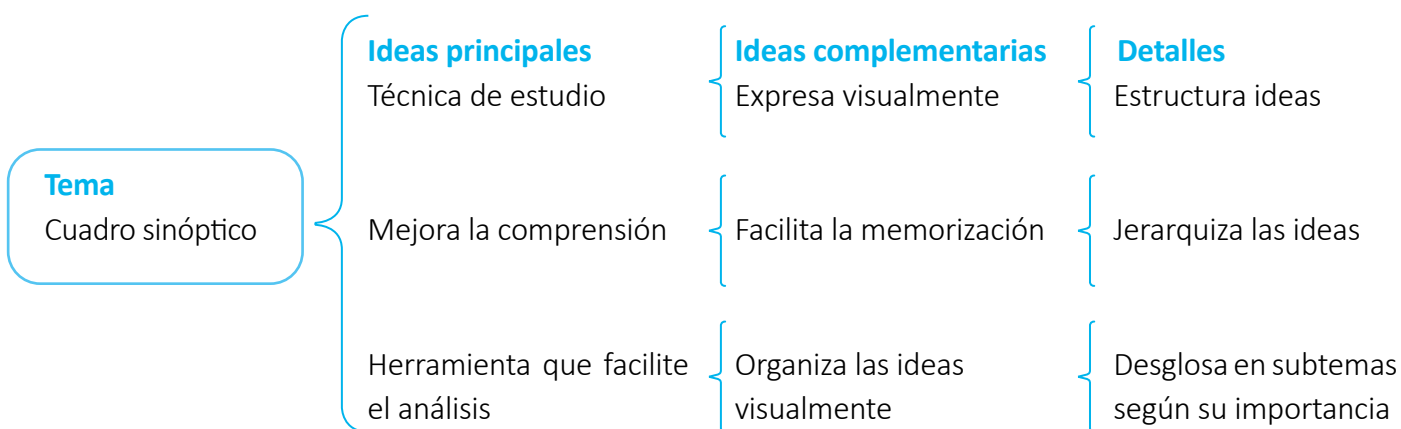 Ideas principales
Técnica de estudio
Ideas complementarias
Expresa visualmente
Detalles
Estructura ideas
Tema
Cuadro sinóptico
Mejora la comprensión
Facilita la memorización
Jerarquiza las ideas
Herramienta que facilite
el análisis
Organiza las ideas
visualmente
Desglosa en subtemas
según su importancia